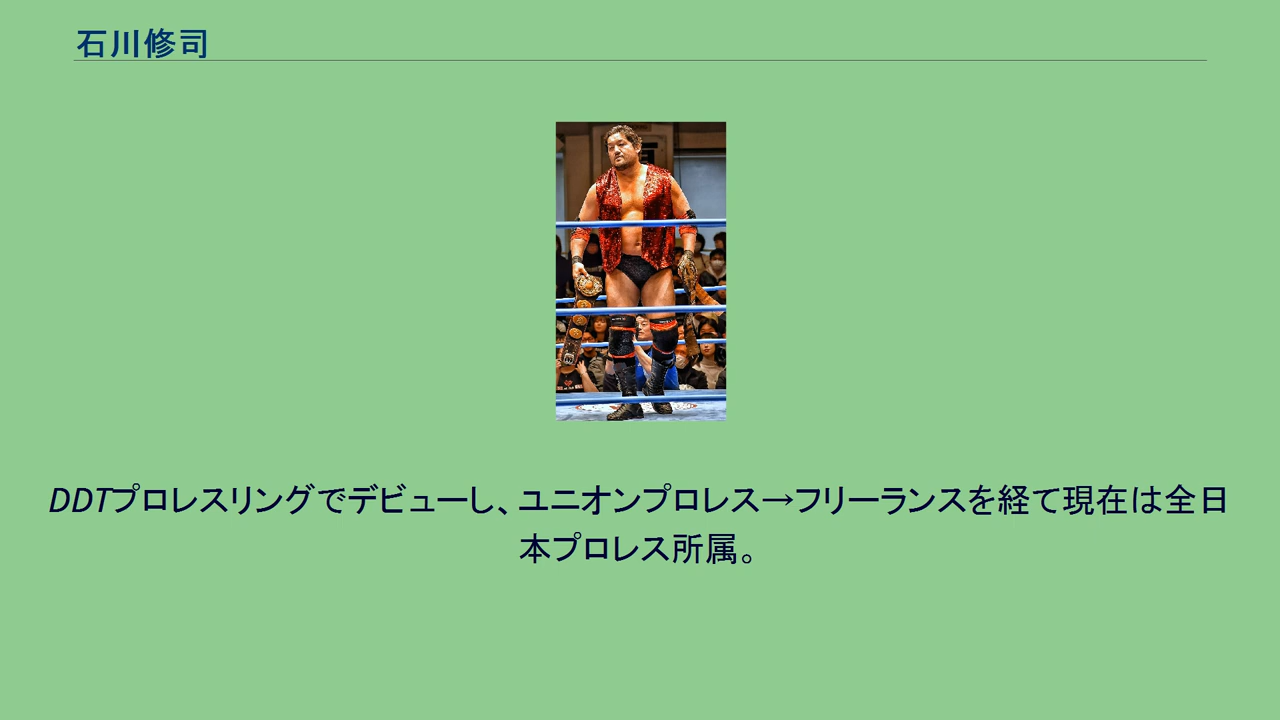 石川修司
DDTプロレスリングでデビューし、ユニオンプロレス→フリーランスを経て現在は全日
本プロレス所属。